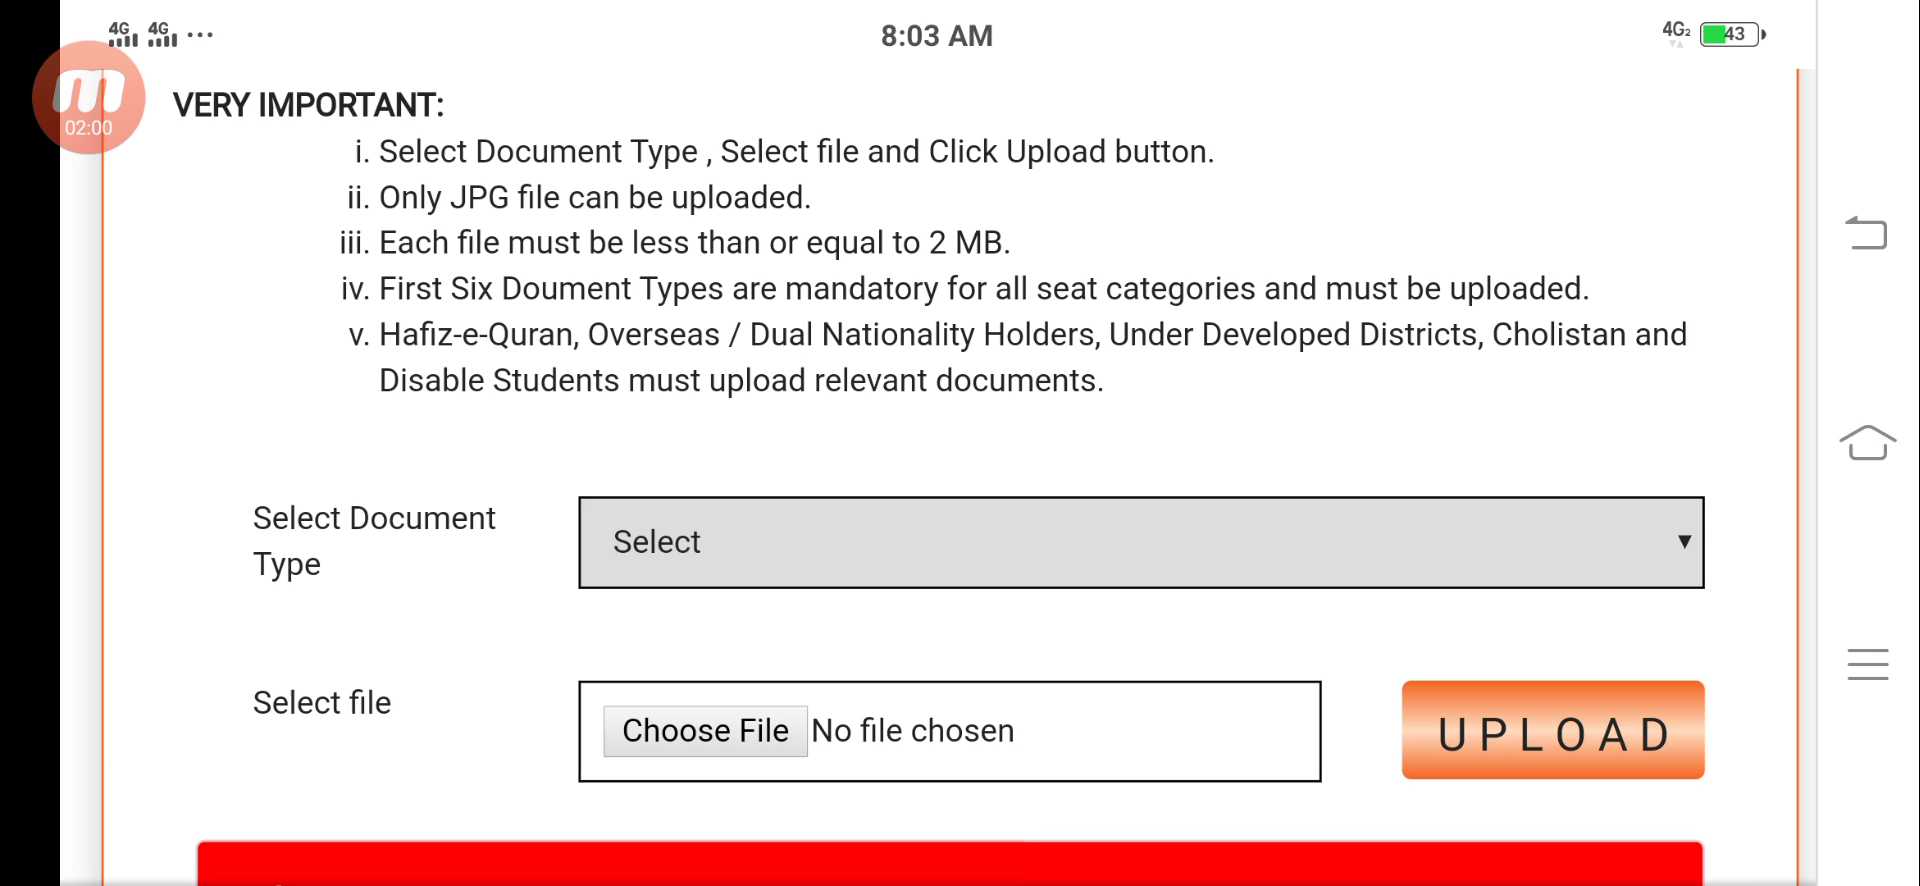 4G 4G ... 8:03 AM 4G2 43
m
02:00
VERY IMPORTANT:
i. Select Document Type , Select file and Click Upload button.
ii. Only JPG file can be uploaded.
iii. Each file must be less than or equal to 2 MB.
iv. First Six Doument Types are mandatory for all seat categories and must be uploaded.
v. Hafiz-e-Quran, Overseas / Dual Nationality Holders, Under Developed Districts, Cholistan and
Disable Students must upload relevant documents.
Select Document
Type
Select
Select file
Choose File No file chosen
UPLOAD